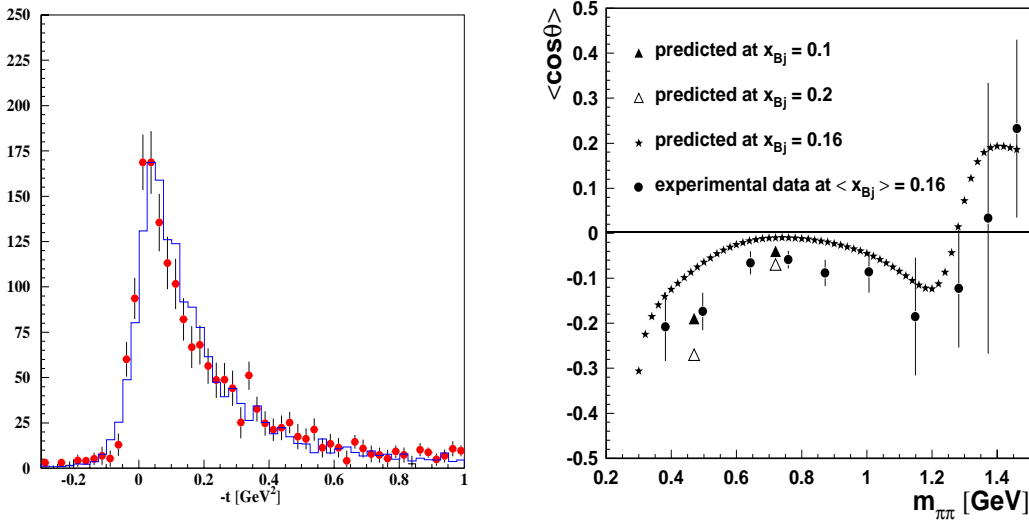 250
225
200
175
150
125
100
75
50
25
0
-0.2 0 0.2 0.4 0.6 0.8 1
-t [GeV²]
<cosθ>
0.5
0.4
0.3
0.2
0.1
0
-0.1
-0.2
-0.3
-0.4
-0.5
predicted at x_Bj = 0.1
predicted at x_Bj = 0.2
predicted at x_Bj = 0.16
experimental data at < x_Bj > = 0.16
0.2 0.4 0.6 0.8 1.0 1.2 1.4
m_ππ [GeV]